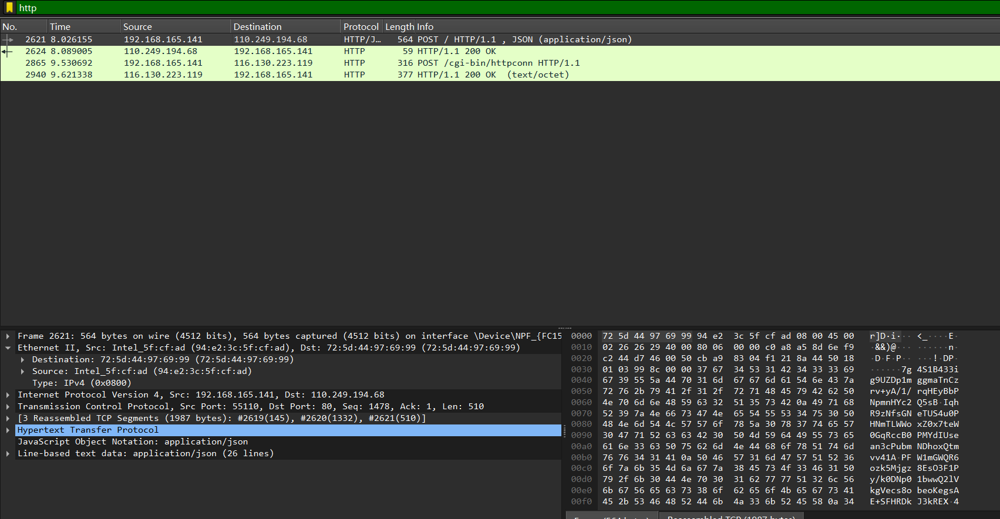 http
No. Time Source Destination Protocol Length Info
2621 8.026155 192.168.165.141 110.249.194.68 HTTP/J… 564 POST / HTTP/1.1 , JSON (application/json)
2624 8.089005 110.249.194.68 192.168.165.141 HTTP 59 HTTP/1.1 200 OK
2865 9.530692 192.168.165.141 116.130.223.119 HTTP 316 POST /cgi-bin/httpconn HTTP/1.1
2940 9.621338 116.130.223.119 192.168.165.141 HTTP 377 HTTP/1.1 200 OK  (text/octet)
Frame 2621: 564 bytes on wire (4512 bits), 564 bytes captured (4512 bits) on interface \Device\NPF_{FC15
Ethernet II, Src: Intel_5f:cf:ad (94:e2:3c:5f:cf:ad), Dst: 72:5d:44:97:69:99 (72:5d:44:97:69:99)
Destination: 72:5d:44:97:69:99 (72:5d:44:97:69:99)
Source: Intel_5f:cf:ad (94:e2:3c:5f:cf:ad)
Type: IPv4 (0x0800)
Internet Protocol Version 4, Src: 192.168.165.141, Dst: 110.249.194.68
Transmission Control Protocol, Src Port: 55110, Dst Port: 80, Seq: 1478, Ack: 1, Len: 510
[3 Reassembled TCP Segments (1987 bytes): #2619(145), #2620(1332), #2621(510)]
Hypertext Transfer Protocol
JavaScript Object Notation: application/json
Line-based text data: application/json (26 lines)
0000 72 5d 44 97 69 99 94 e2 3c 5f cf ad 08 00 45 00 r]D·i··· <_····E·
0010 02 26 26 29 40 00 80 06 00 00 c0 a8 a5 8d 6e f9 ·&&)@··· ······n·
0020 c2 44 d7 46 00 50 cb a9 83 04 f1 21 8a 44 50 18 ·D·F·P·· ···!·DP·
0030 01 03 99 8c 00 00 37 67 34 53 31 42 34 33 33 69 ······7g 4S1B433i
0040 67 39 55 5a 44 70 31 6d 67 67 6d 61 54 6e 43 7a g9UZDp1m ggmaTnCz
0050 72 76 2b 79 41 2f 31 2f 72 71 48 45 79 42 62 50 rv+yA/1/ rqHEyBbP
0060 4e 70 6d 6e 48 59 63 32 51 35 73 42 0a 49 71 68 NpmnHYc2 Q5sB·Iqh
0070 52 39 7a 4e 66 73 47 4e 65 54 55 53 34 75 30 50 R9zNfsGN eTUS4u0P
0080 48 4e 6d 54 4c 57 57 6f 78 5a 30 78 37 74 65 57 HNmTLWWo xZ0x7teW
0090 30 47 71 52 63 63 42 30 50 4d 59 64 49 55 73 65 0GqRccB0 PMYdIUse
00a0 61 6e 33 63 50 75 62 6d 4e 44 68 6f 78 51 74 6d an3cPubm NDhoxQtm
00b0 76 76 34 31 41 0a 50 46 57 31 6d 47 57 51 52 36 vv41A·PF W1mGWQR6
00c0 6f 7a 6b 35 4d 6a 67 7a 38 45 73 4f 33 46 31 50 ozk5Mjgz 8EsO3F1P
00d0 79 2f 6b 30 44 4e 70 30 31 62 77 77 51 32 6c 56 y/k0DNp0 1bwwQ2lV
00e0 6b 67 56 65 63 73 38 6f 62 65 6f 4b 65 67 73 41 kgVecs8o beoKegsA
00f0 45 2b 53 46 48 52 44 6b 4a 33 6b 52 45 58 0a 34 E+SFHRDk J3kREX·4